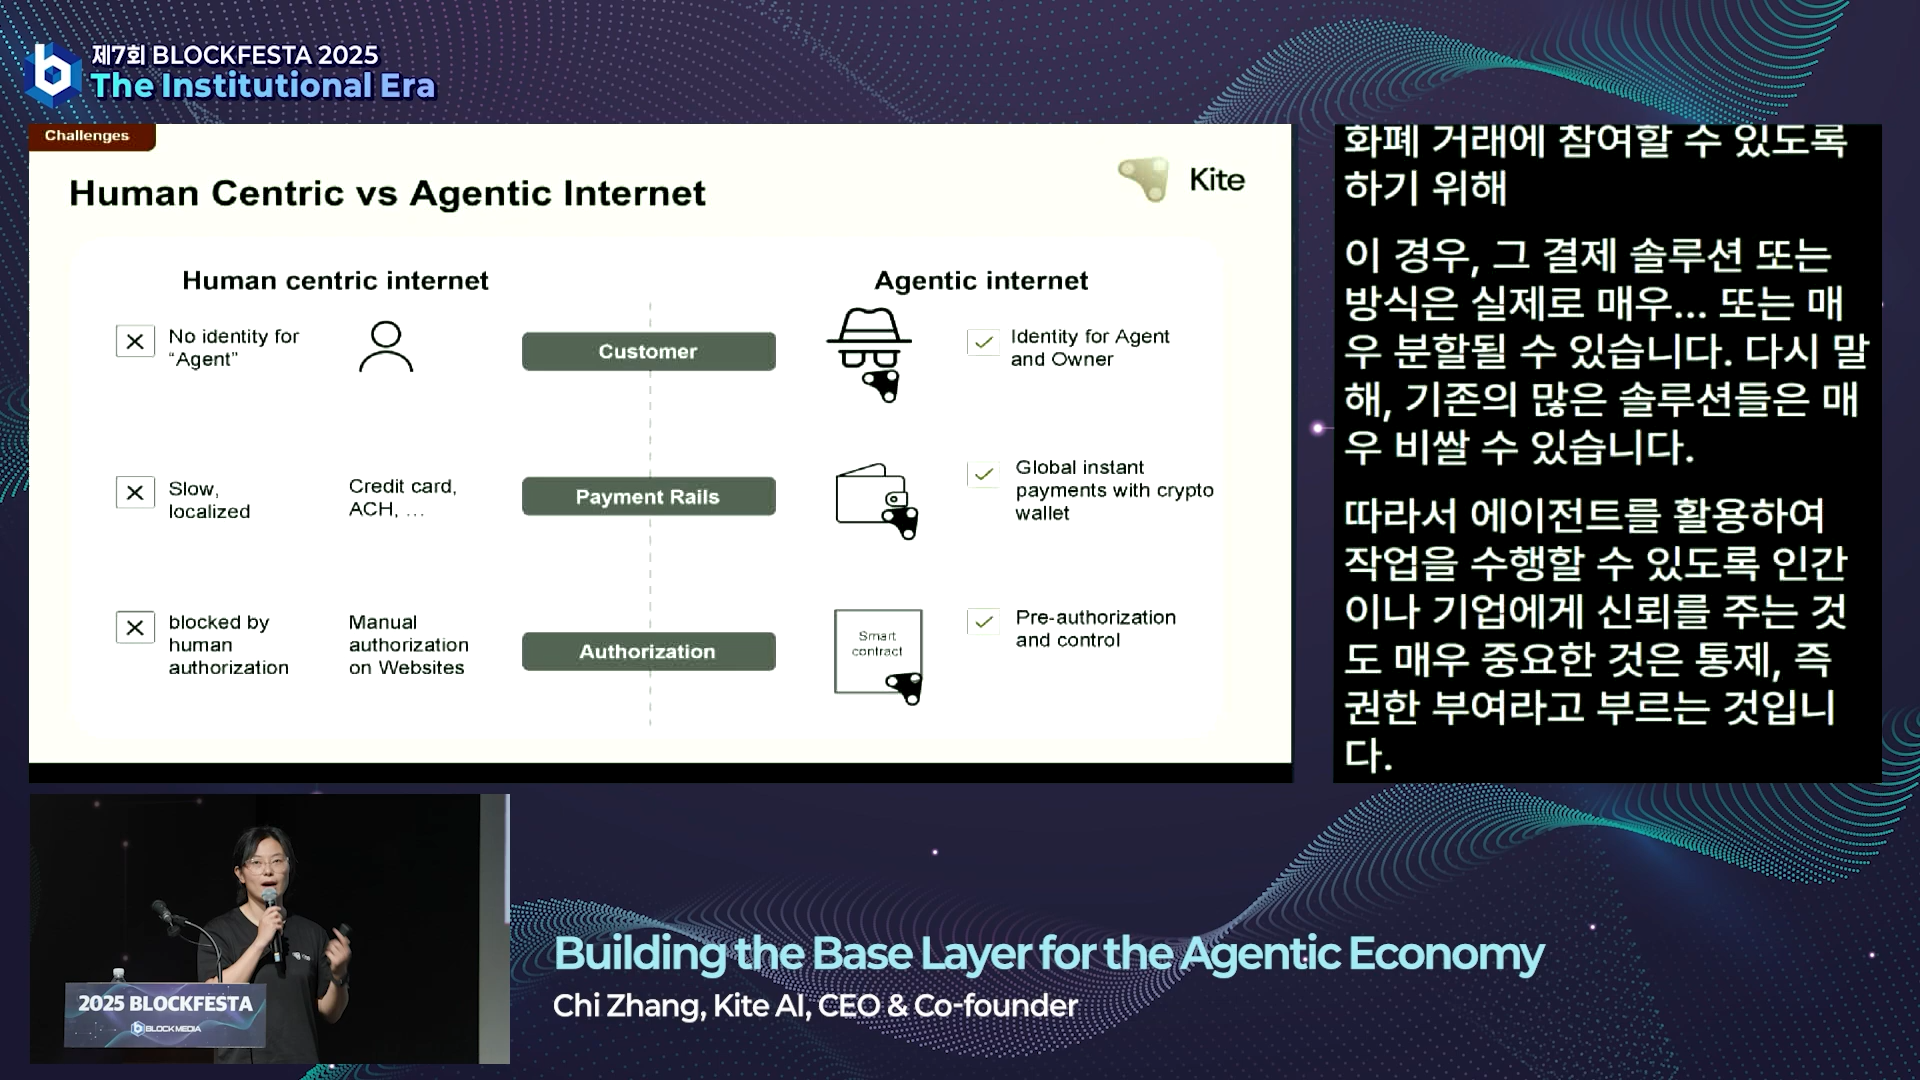 제7회 BLOCKFESTA 2025
The Institutional Era
Challenges
Human Centric vs Agentic Internet
Kite
Human centric internet
Agentic internet
No identity for
“Agent”
Customer
Identity for Agent
and Owner
Slow,
localized
Credit card,
ACH, ...
Payment Rails
Global instant
payments with crypto
wallet
blocked by
human
authorization
Manual
authorization
on Websites
Authorization
Smart
contract
Pre-authorization
and control
화폐 거래에 참여할 수 있도록
하기 위해
이 경우, 그 결제 솔루션 또는
방식은 실제로 매우... 또는 매
우 분할될 수 있습니다. 다시 말
해, 기존의 많은 솔루션들은 매
우 비쌀 수 있습니다.
따라서 에이전트를 활용하여
작업을 수행할 수 있도록 인간
이나 기업에게 신뢰를 주는 것
도 매우 중요한 것은 통제, 즉
권한 부여라고 부르는 것입니
다.
2025 BLOCKFESTA
BLOCKMEDIA
Building the Base Layer for the Agentic Economy
Chi Zhang, Kite AI, CEO & Co-founder